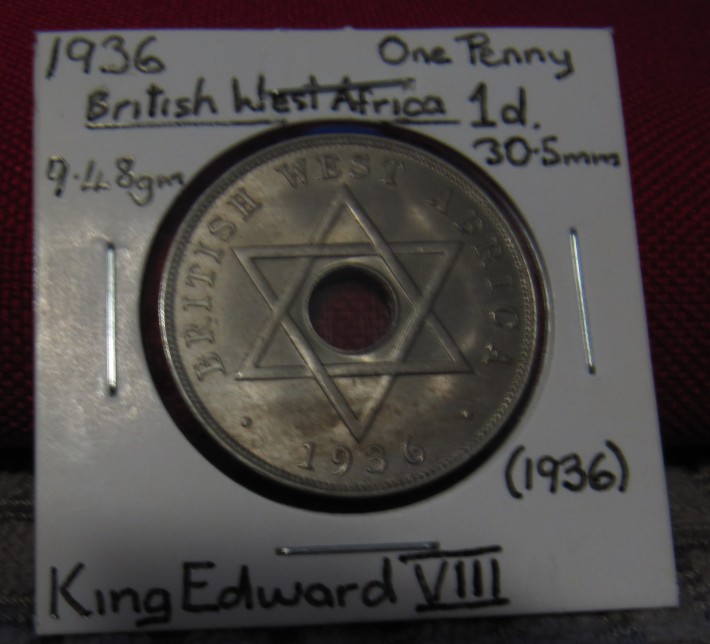 1936 One Penny
British West Africa 1d.
9.48gm 30.5mm
BRITISH WEST AFRICA
1936
(1936)
King Edward VIII